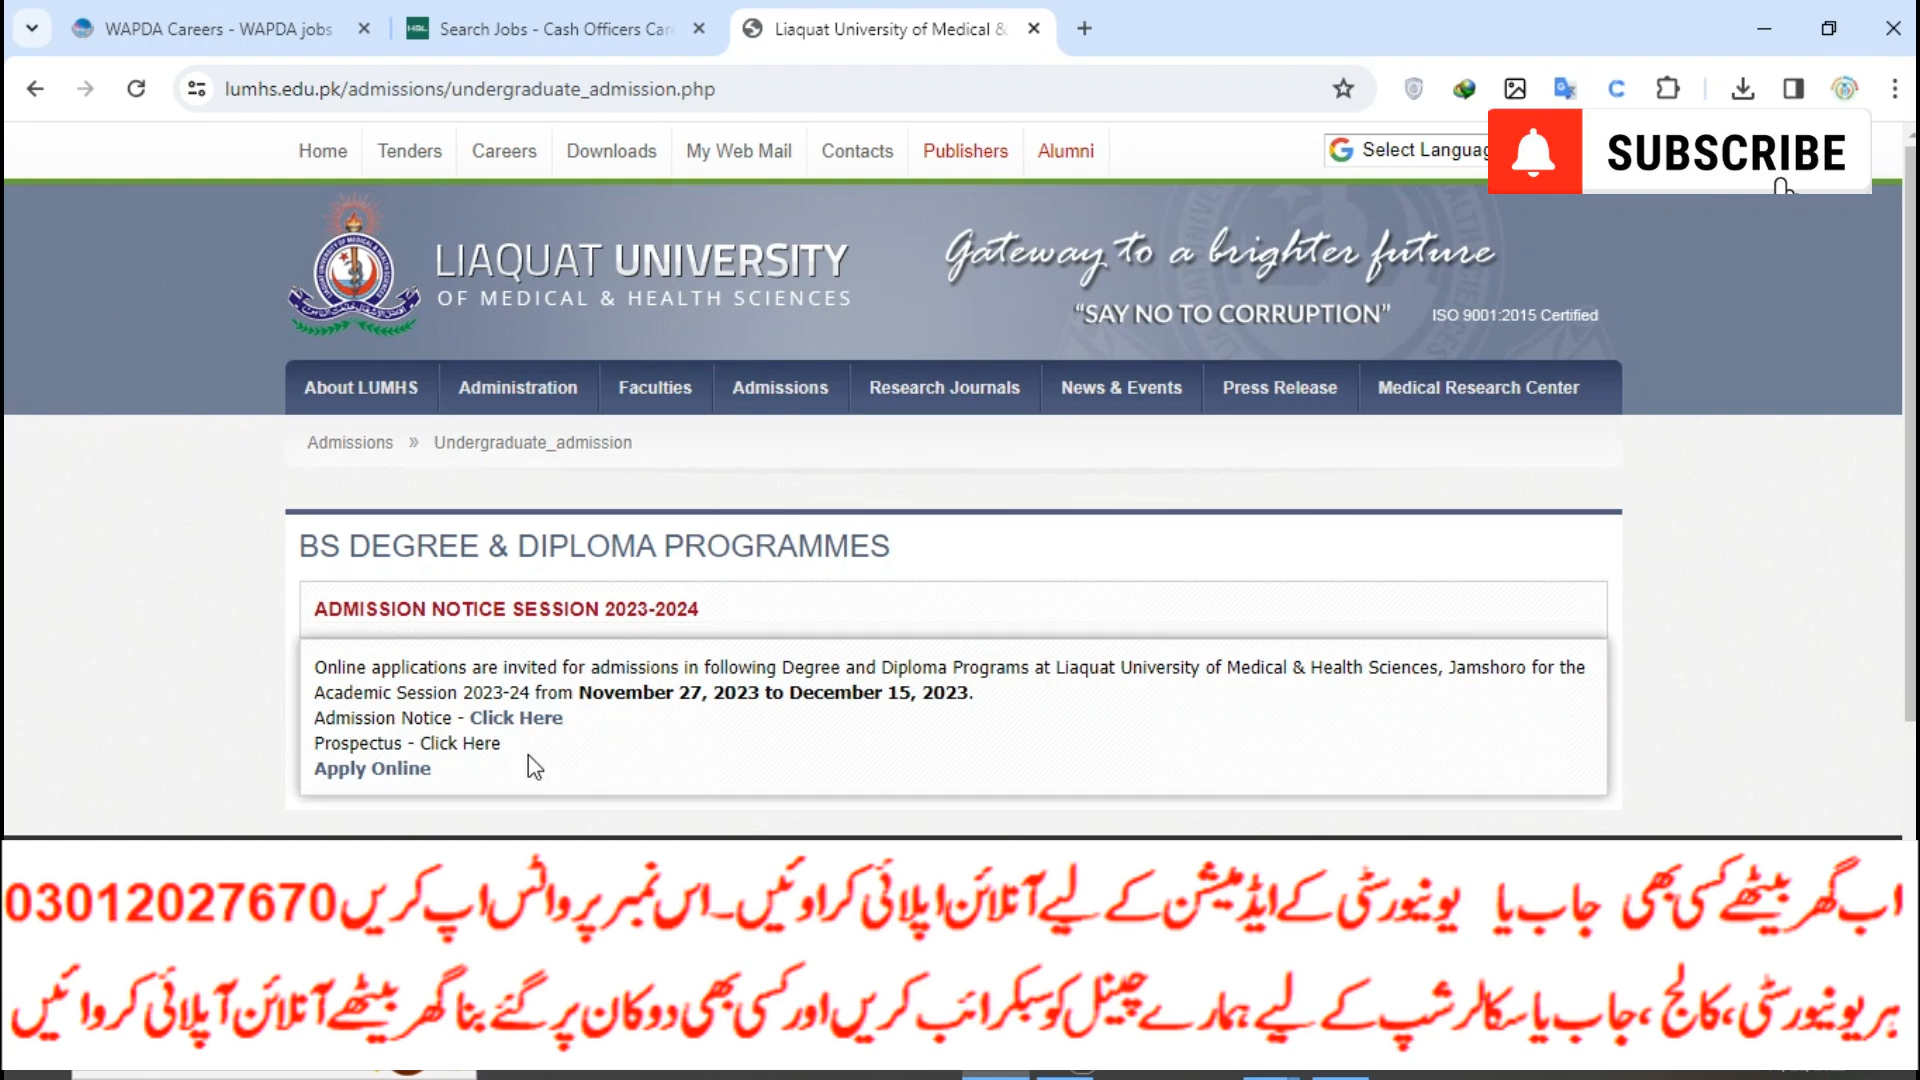 WAPDA Careers - WAPDA jobs
Search Jobs - Cash Officers Car
Liaquat University of Medical &
lumhs.edu.pk/admissions/undergraduate_admission.php
Home
Tenders
Careers
Downloads
My Web Mail
Contacts
Publishers
Alumni
Select Languag
SUBSCRIBE
LIAQUAT UNIVERSITY
OF MEDICAL & HEALTH SCIENCES
Gateway to a brighter future
“SAY NO TO CORRUPTION”
ISO 9001:2015 Certified
About LUMHS
Administration
Faculties
Admissions
Research Journals
News & Events
Press Release
Medical Research Center
Admissions » Undergraduate_admission
BS DEGREE & DIPLOMA PROGRAMMES
ADMISSION NOTICE SESSION 2023-2024
Online applications are invited for admissions in following Degree and Diploma Programs at Liaquat University of Medical & Health Sciences, Jamshoro for the
Academic Session 2023-24 from November 27, 2023 to December 15, 2023.
Admission Notice - Click Here
Prospectus - Click Here
Apply Online
اب گھر بیٹھے کسی بھی جاب یا یونیورسٹی کے ایڈمیشن کے لیے آنلائن اپلائی کراوئیں۔اس نمبر پر واٹس اپ کریں03012027670
ہر یونیورسٹی، کالج ،جاب یا سکالرشپ کے لیے ہمارے چینل کو سبکرائب کریں اور کسی بھی دوکان پر گئے بنا گھر بیٹھے آنلائن آپلائی کروائیں